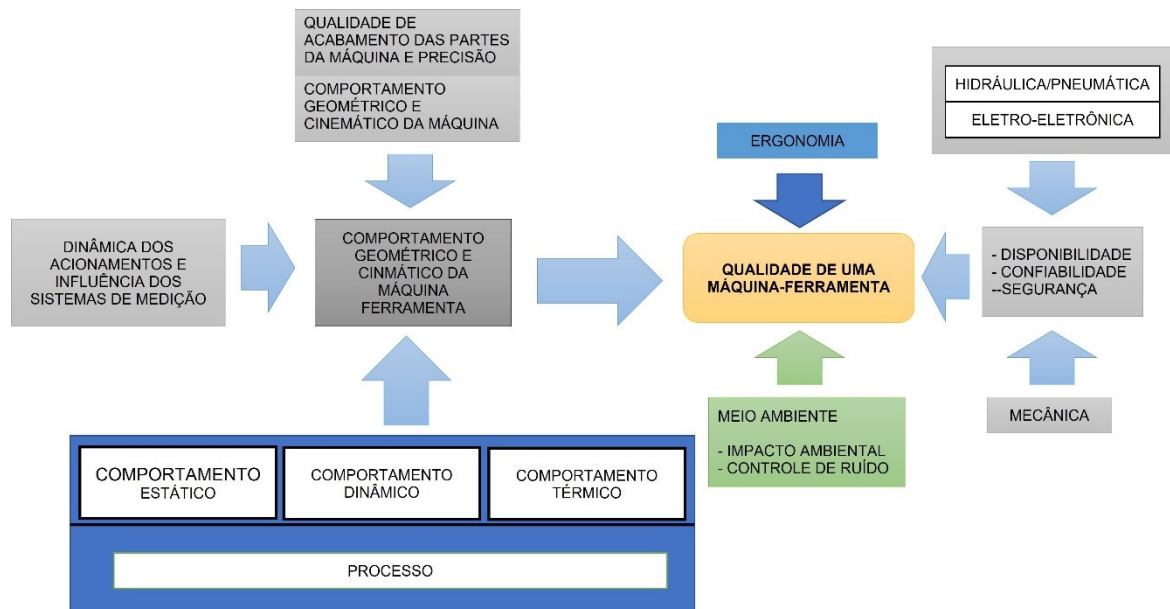 QUALIDADE DE
ACABAMENTO DAS PARTES
DA MÁQUINA E PRECISÃO
COMPORTAMENTO
GEOMÉTRICO E
CINEMÁTICO DA MÁQUINA
HIDRÁULICA/PNEUMÁTICA
ELETRO-ELETRÔNICA
ERGONOMIA
DINÂMICA DOS
ACIONAMENTOS E
INFLUÊNCIA DOS
SISTEMAS DE MEDIÇÃO
COMPORTAMENTO
GEOMÉTRICO E
CINMÁTICO DA
MÁQUINA
FERRAMENTA
QUALIDADE DE UMA
MÁQUINA-FERRAMENTA
- DISPONIBILIDADE
- CONFIABILIDADE
--SEGURANÇA
MEIO AMBIENTE
- IMPACTO AMBIENTAL
- CONTROLE DE RUÍDO
MECÂNICA
COMPORTAMENTO
ESTÁTICO
COMPORTAMENTO
DINÂMICO
COMPORTAMENTO
TÉRMICO
PROCESSO